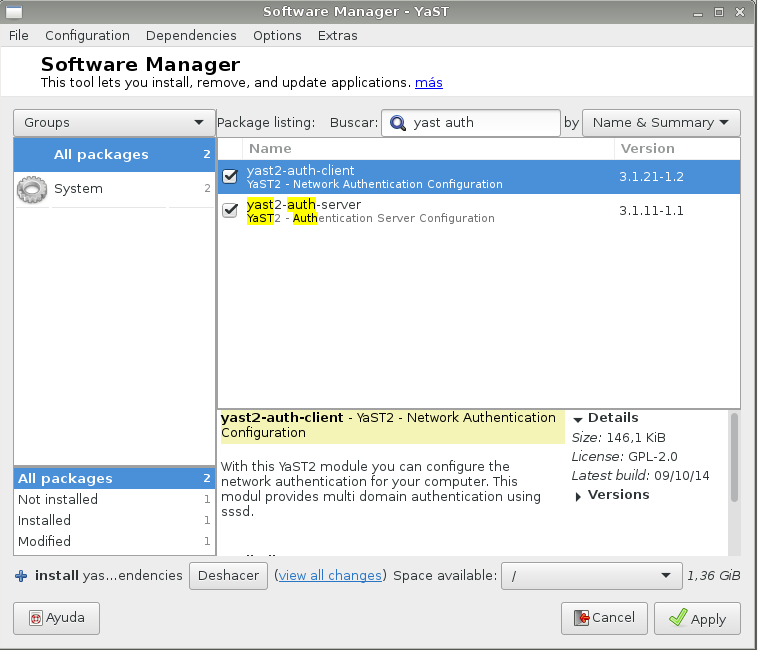 Software Manager - YaST
File Configuration Dependencies Options Extras
Software Manager
This tool lets you install, remove, and update applications. más
Groups Package listing: Buscar: yast auth by Name & Summary
All packages 2
System 2
Name Version
yast2-auth-client 3.1.21-1.2
YaST2 - Network Authentication Configuration
yast2-auth-server 3.1.11-1.1
YaST2 - Authentication Server Configuration
All packages 2
Not installed 1
Installed 1
Modified 1
yast2-auth-client - YaST2 - Network Authentication
Configuration
With this YaST2 module you can configure the
network authentication for your computer. This
modul provides multi domain authentication using
sssd.
Details
Size: 146,1 KiB
License: GPL-2.0
Latest build: 09/10/14
Versions
install yas...endencies Deshacer (view all changes) Space available: / 1,36 GiB
Ayuda Cancel Apply